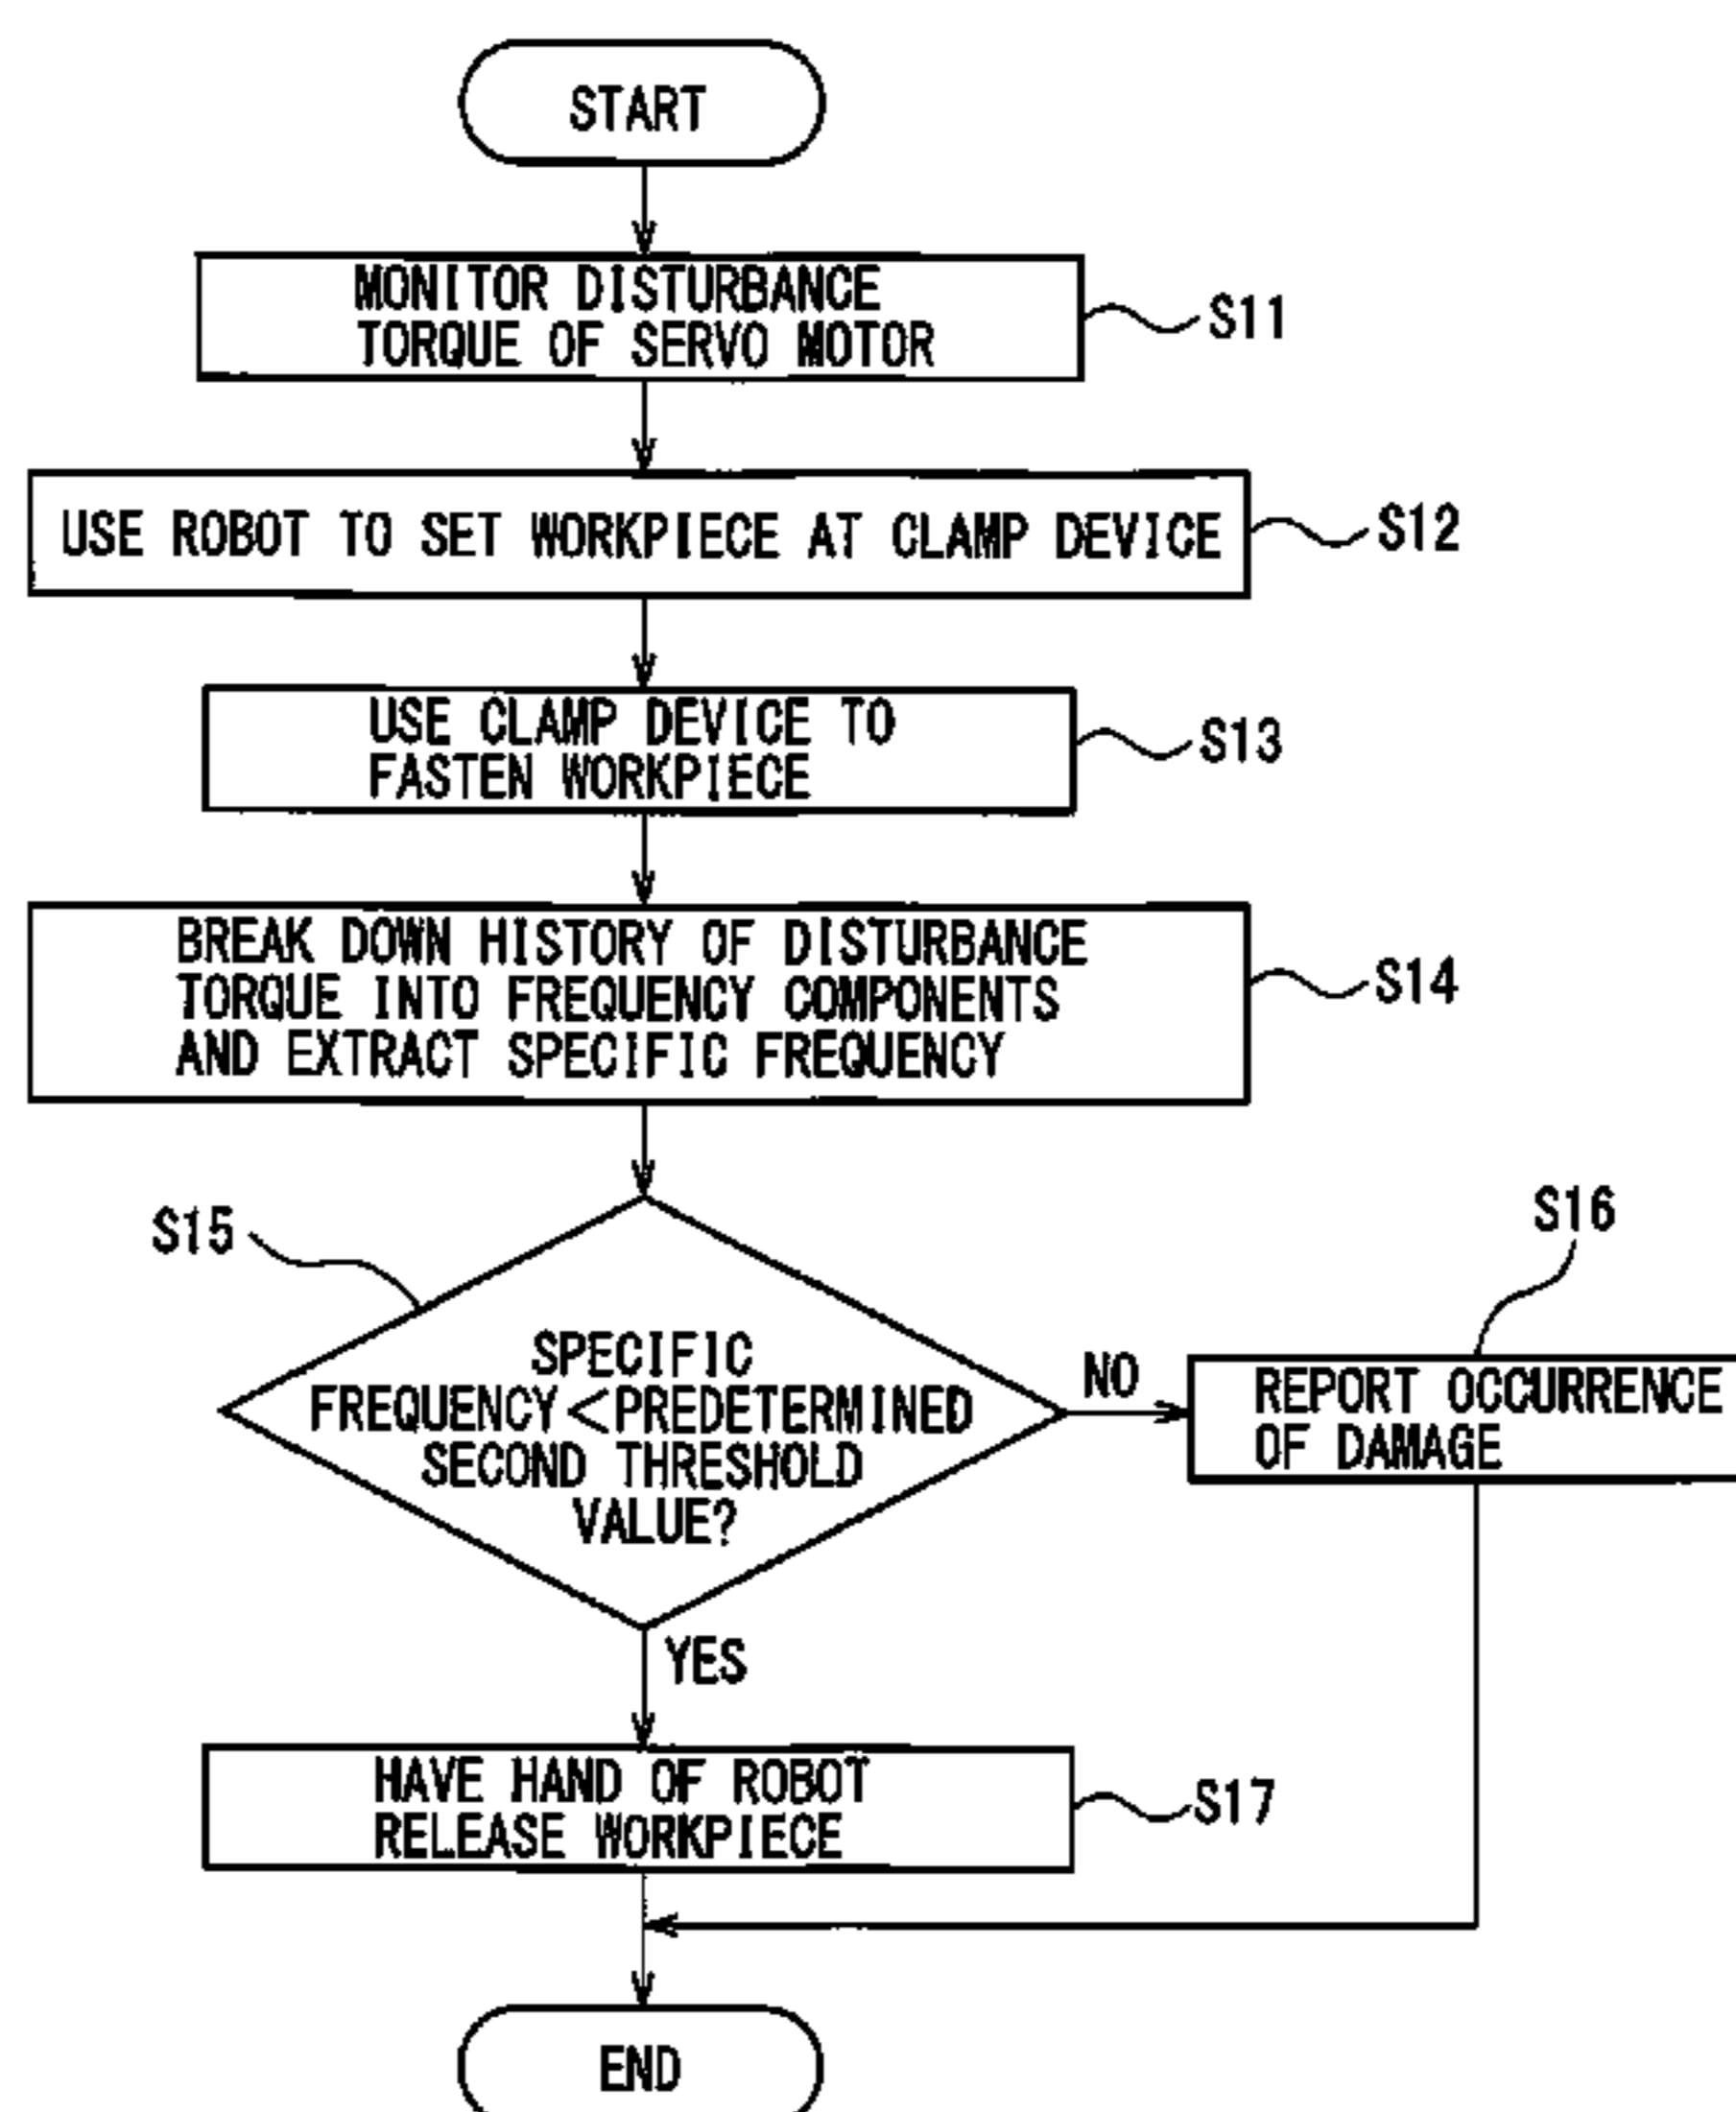 START
MONITOR DISTURBANCE
TORQUE OF SERVO MOTOR
S11
USE ROBOT TO SET WORKPIECE AT CLAMP DEVICE
S12
USE CLAMP DEVICE TO
FASTEN WORKPIECE
S13
BREAK DOWN HISTORY OF DISTURBANCE
TORQUE INTO FREQUENCY COMPONENTS
AND EXTRACT SPECIFIC FREQUENCY
S14
S15
SPECIFIC
FREQUENCY<PREDETERMINED
SECOND THRESHOLD
VALUE?
NO
S16
REPORT OCCURRENCE
OF DAMAGE
YES
HAVE HAND OF ROBOT
RELEASE WORKPIECE
S17
END